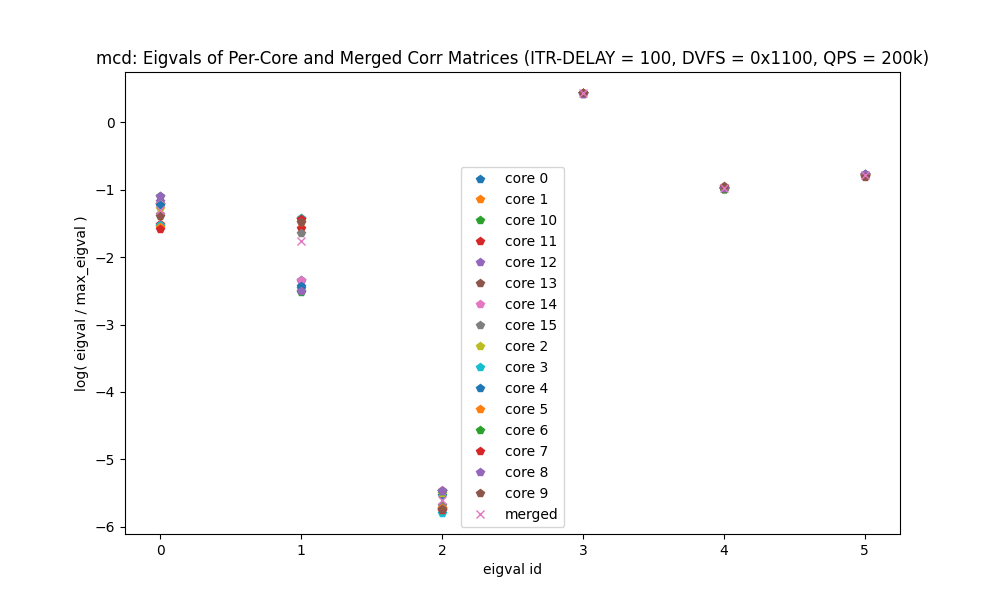 mcd: Eigvals of Per-Core and Merged Corr Matrices (ITR-DELAY = 100, DVFS = 0x1100, QPS = 200k)
log( eigval / max_eigval )
0
−1
−2
−3
−4
−5
−6
core 0
core 1
core 10
core 11
core 12
core 13
core 14
core 15
core 2
core 3
core 4
core 5
core 6
core 7
core 8
core 9
merged
0 1 2 3 4 5
eigval id